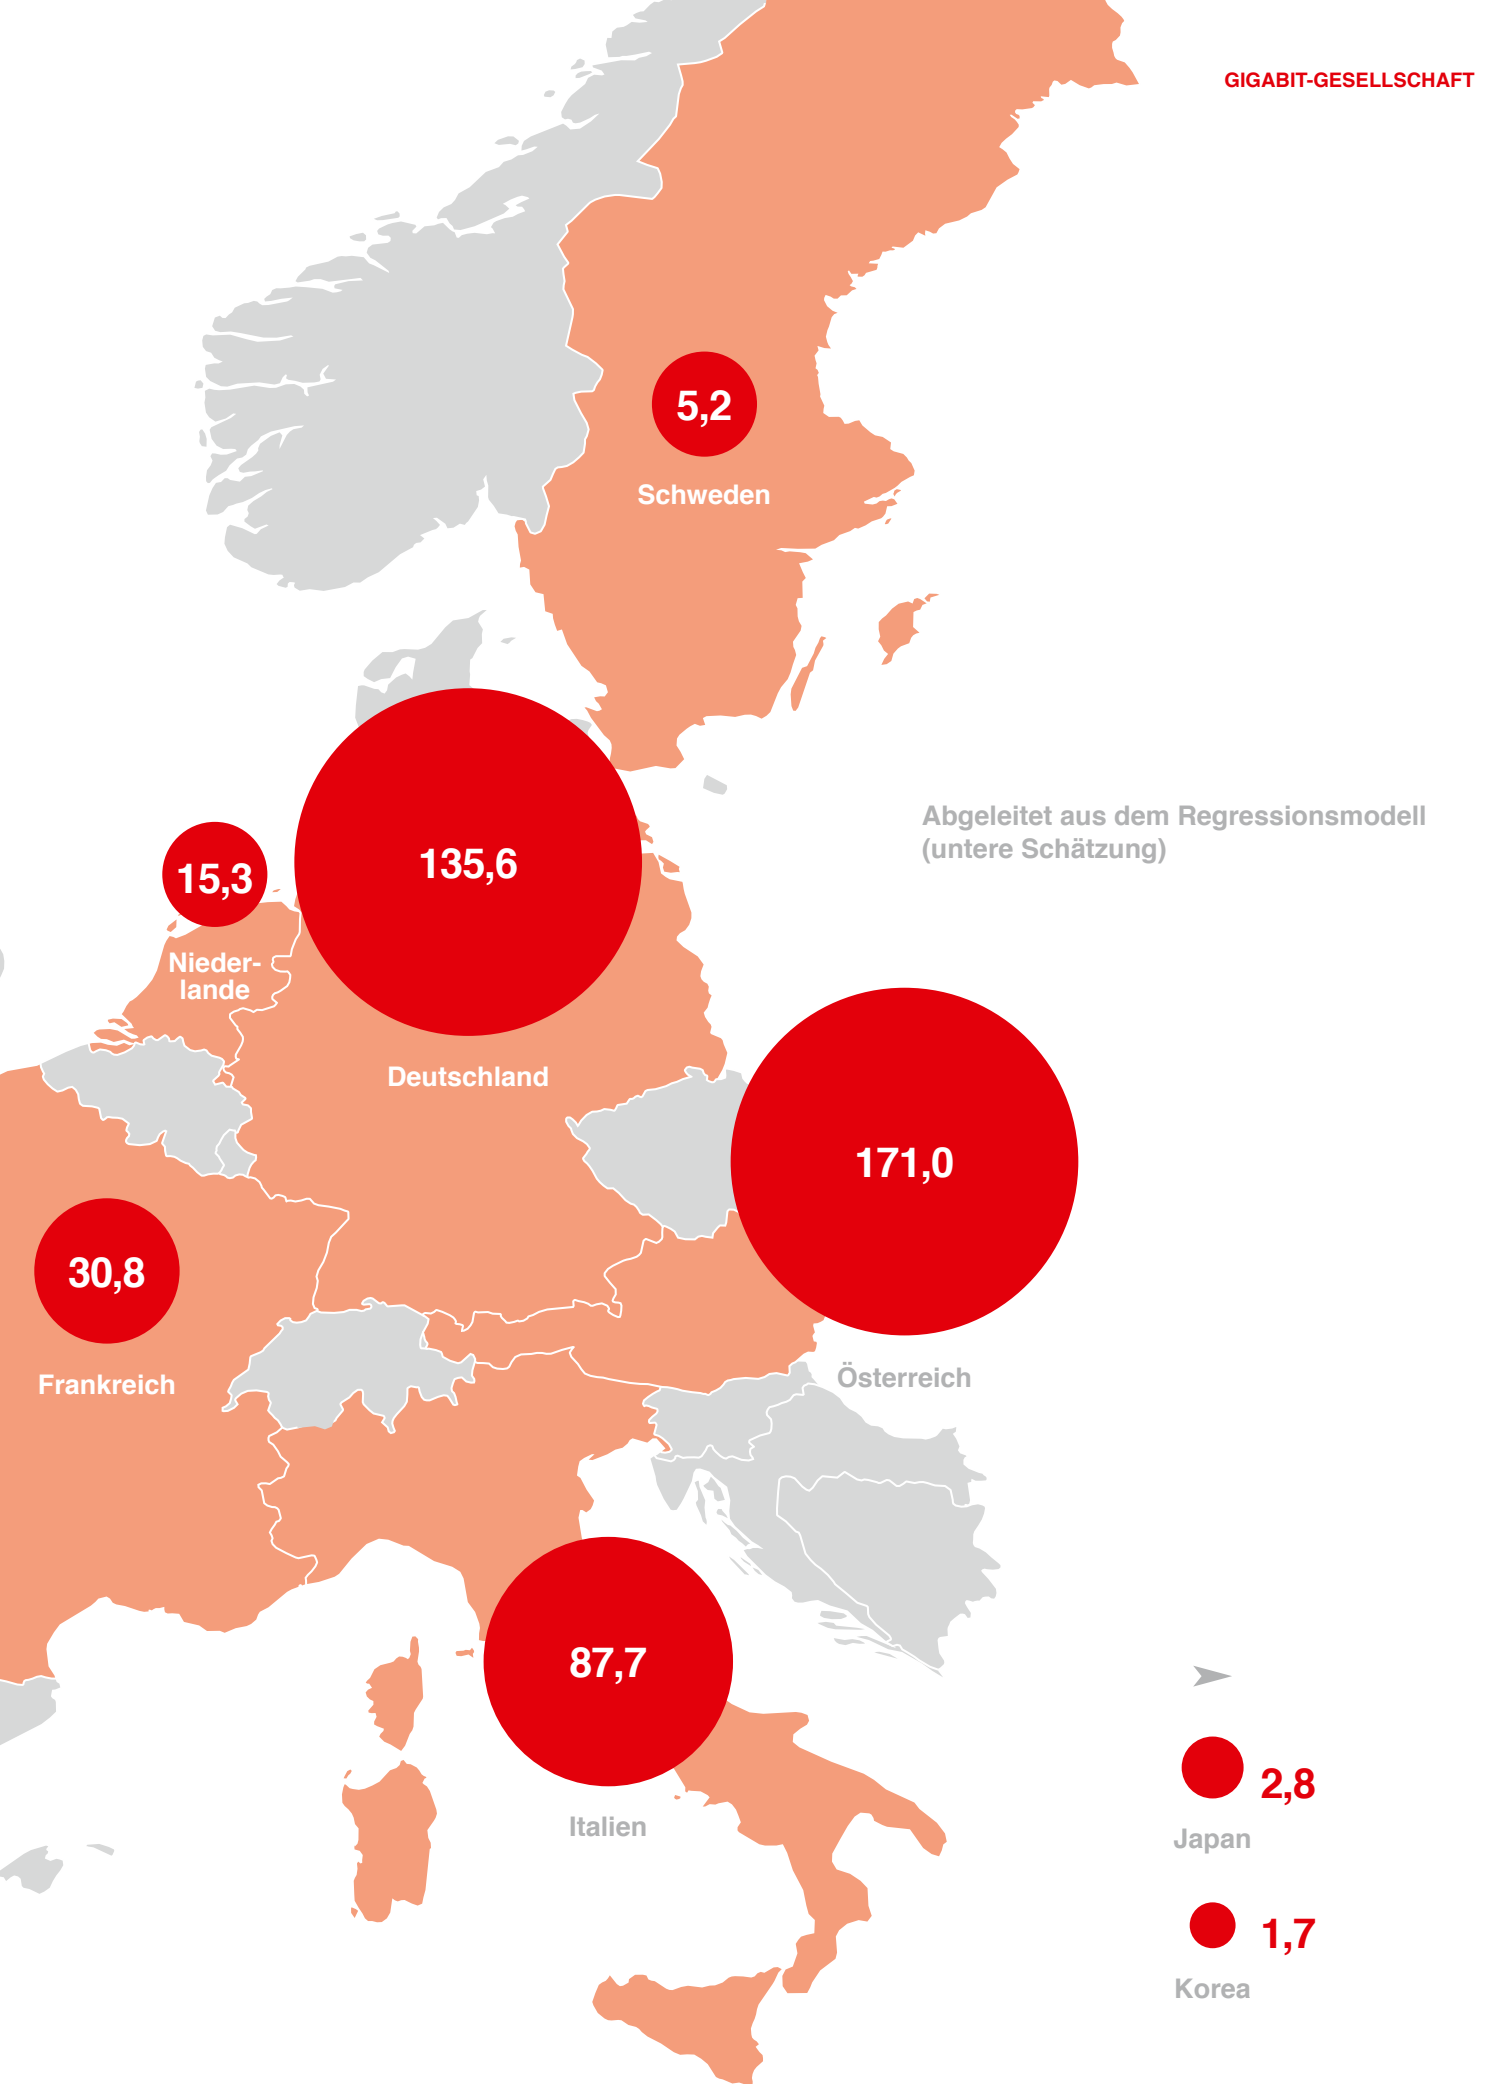 GIGABIT-GESELLSCHAFT
5,2
Schweden
Abgeleitet aus dem Regressionsmodell
(untere Schätzung)
135,6
Deutschland
15,3
Nieder-
lande
171,0
Österreich
30,8
Frankreich
87,7
Italien
2,8
Japan
1,7
Korea